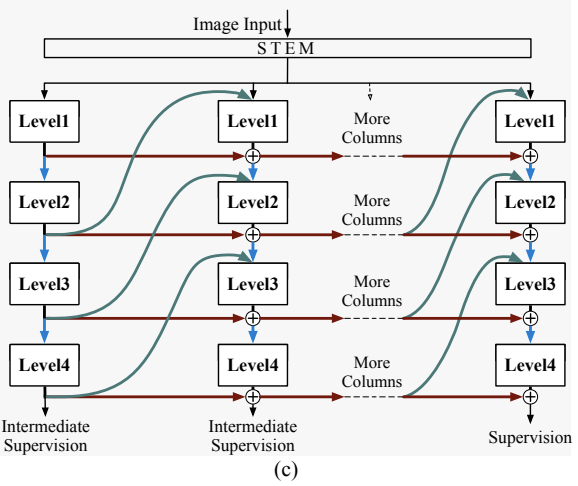 Image Input
STEM
Level1
Level1
More
Columns
Level1
Level2
Level2
More
Columns
Level2
Level3
Level3
More
Columns
Level3
Level4
Level4
More
Columns
Level4
Intermediate
Supervision
Intermediate
Supervision
Supervision
(c)